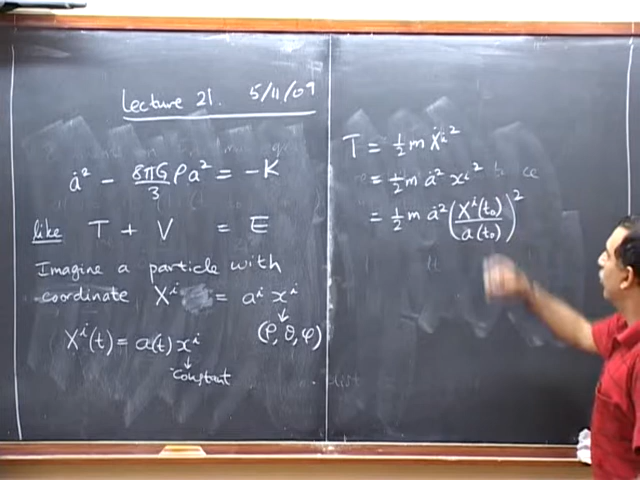 Lecture 21. 5/11/09
ȧ² - 8πG/3 ρa² = -K
like T + V = E
Imagine a particle with
coordinate Xⁱ = aⁱ xⁱ
(ρ, θ, φ)
Xⁱ(t) = a(t) xⁱ
constant
T = ½ m Ẋⁱ²
= ½ m ȧ² xⁱ²
= ½ m ȧ² (Xⁱ(t₀)/a(t₀))²